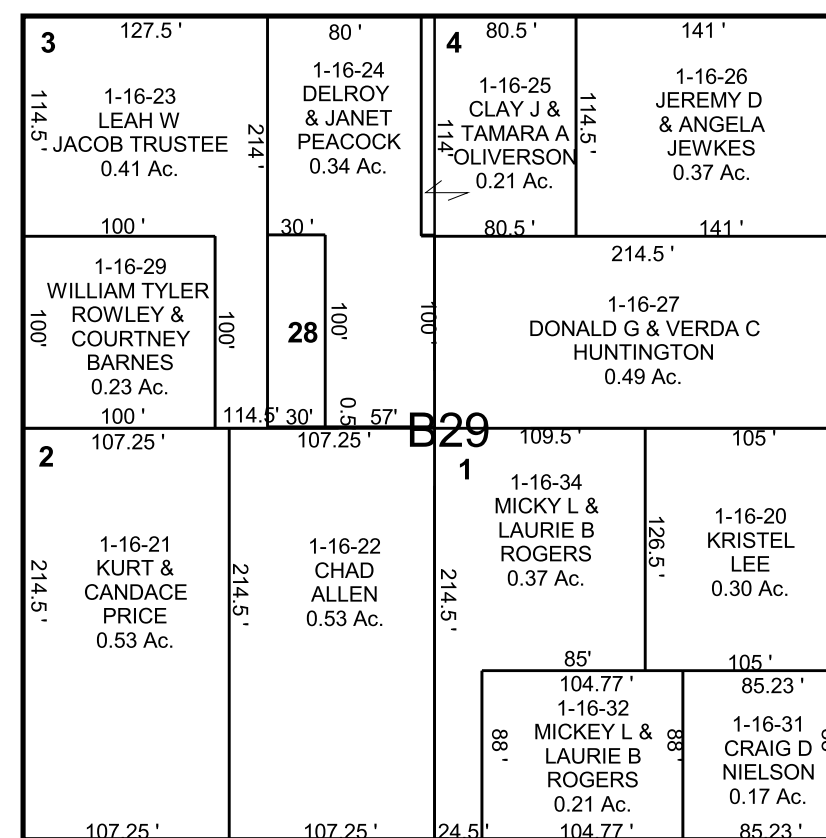 3
127.5 '
80 '
4
80.5 '
141 '
1-16-23
LEAH W
JACOB TRUSTEE
0.41 Ac.
114.5 '
214 '
1-16-24
DELROY
& JANET
PEACOCK
0.34 Ac.
114'
1-16-25
CLAY J &
TAMARA A
OLIVERSON
0.21 Ac.
114.5 '
1-16-26
JEREMY D
& ANGELA
JEWKES
0.37 Ac.
100 '
30 '
80.5 '
141 '
1-16-29
WILLIAM TYLER
ROWLEY &
COURTNEY
BARNES
0.23 Ac.
100'
100'
28
100'
100'
214.5 '
1-16-27
DONALD G & VERDA C
HUNTINGTON
0.49 Ac.
100 '
114.5'
30'
0.5
57'
B29
2
107.25 '
107.25 '
1
109.5 '
105 '
1-16-21
KURT &
CANDACE
PRICE
0.53 Ac.
214.5 '
214.5 '
1-16-22
CHAD
ALLEN
0.53 Ac.
214.5 '
1-16-34
MICKY L &
LAURIE B
ROGERS
0.37 Ac.
126.5 '
1-16-20
KRISTEL
LEE
0.30 Ac.
85'
105 '
104.77 '
85.23 '
88 '
1-16-32
MICKEY L &
LAURIE B
ROGERS
0.21 Ac.
88 '
1-16-31
CRAIG D
NIELSON
0.17 Ac.
107.25 '
107.25 '
24.5 '
104.77 '
85.23 '